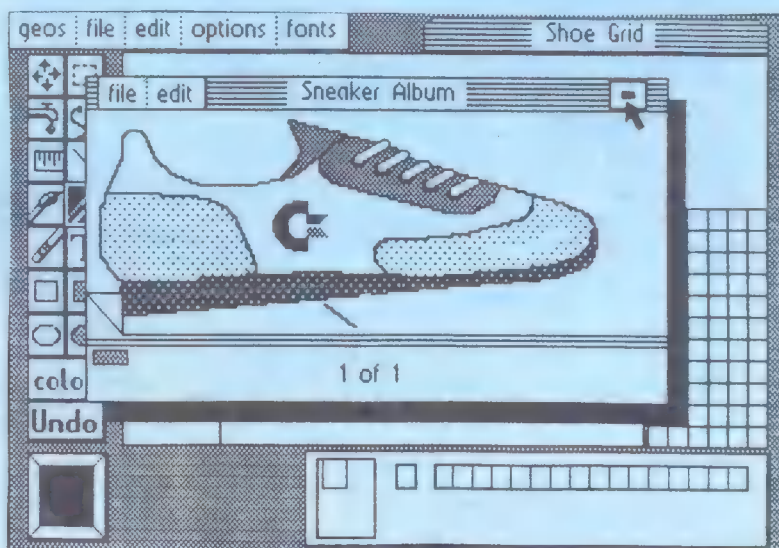 geos file edit options fonts
Shoe Grid
file edit
Sneaker Album
1 of 1
colo
Undo